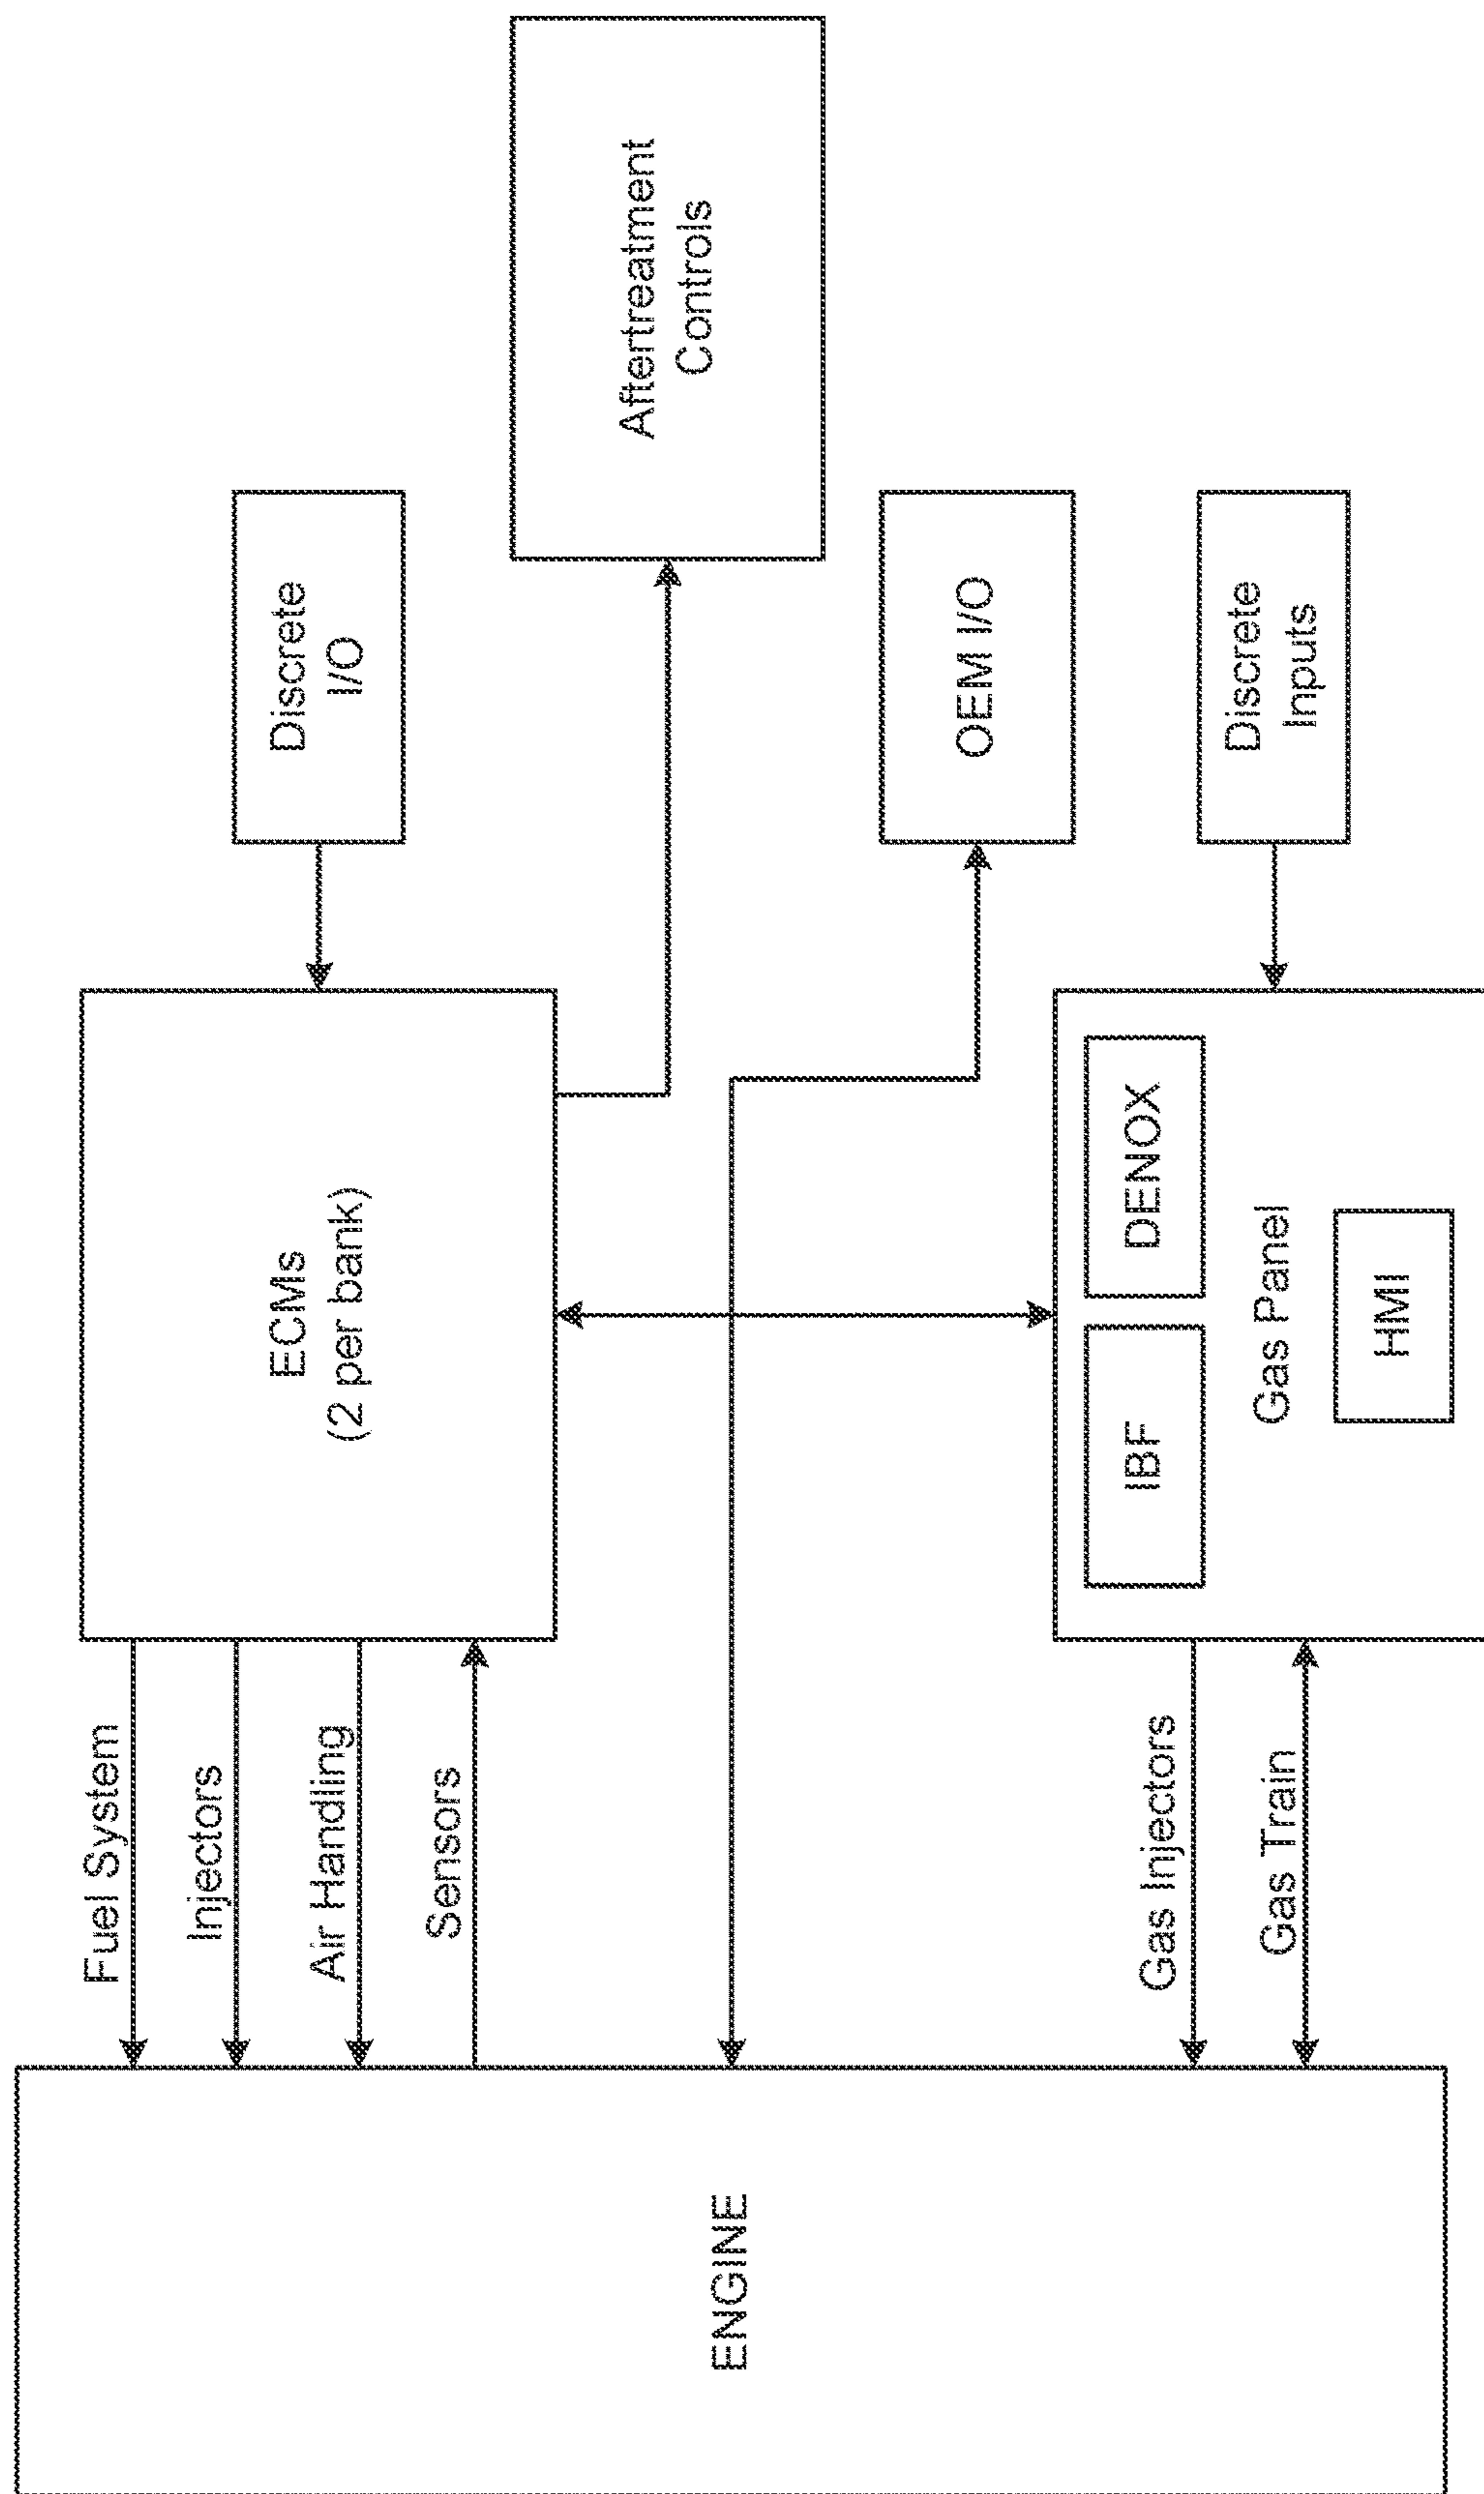 ENGINE
Fuel System
Injectors
Air Handling
Sensors
Gas Injectors
Gas Train
ECMs
(2 per bank)
IBF
DENOX
Gas Panel
HMI
Discrete
I/O
Aftertreatment
Controls
OEM I/O
Discrete
Inputs